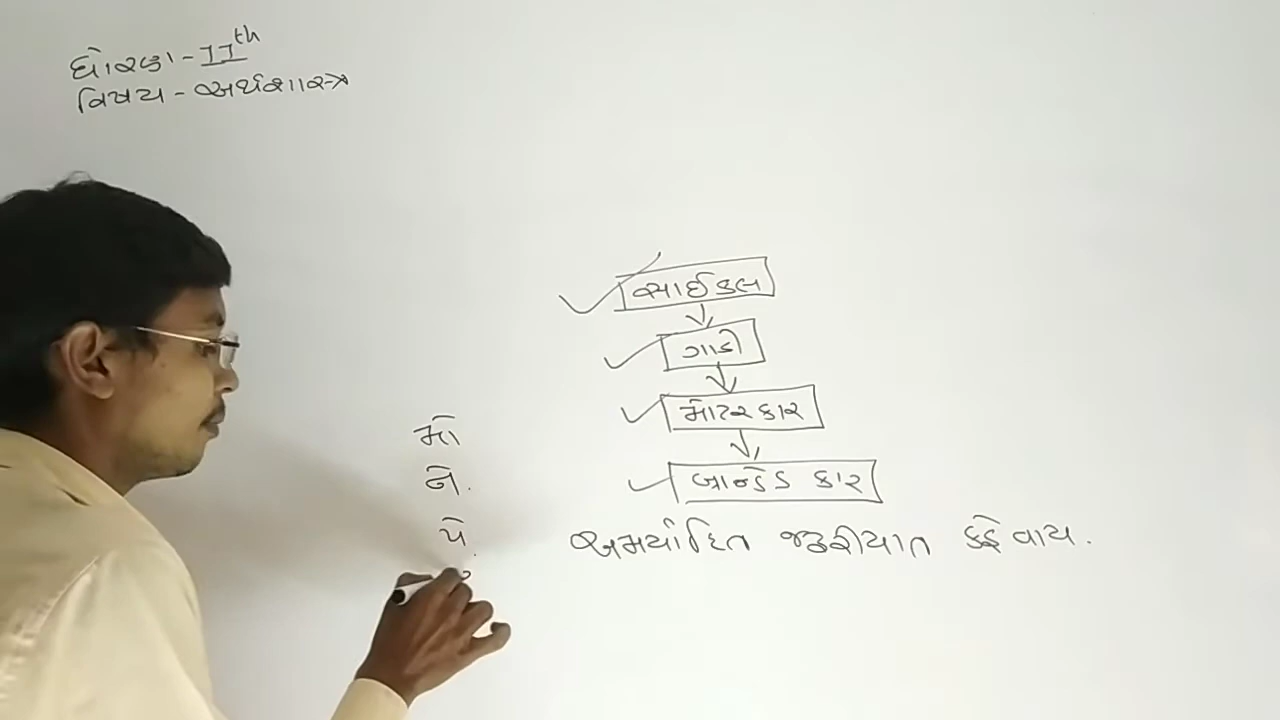 ધોરણ - 11th
વિષય - અર્થશાસ્ત્ર
સાઈકલ
ગાડી
મોટરકાર
બ્રાન્ડેડ કાર
મો
ને.
પે.
અમર્યાદિત જરૂરીયાત કહેવાય.